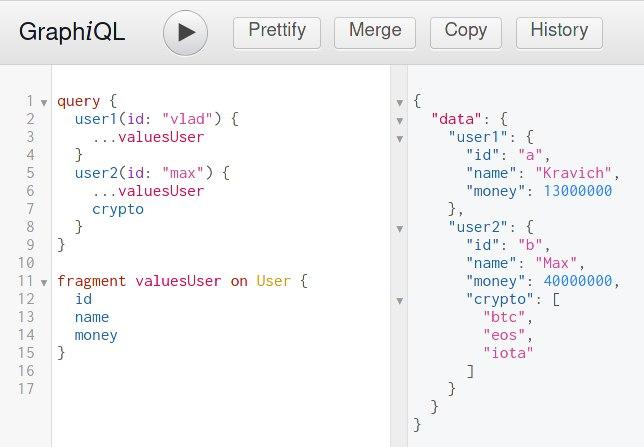 GraphiQL
Prettify
Merge
Copy
History
1 query {
2   user1(id: "vlad") {
3     ...valuesUser
4   }
5   user2(id: "max") {
6     ...valuesUser
7     crypto
8   }
9 }
10
11 fragment valuesUser on User {
12   id
13   name
14   money
15 }
16
17
{
  "data": {
    "user1": {
      "id": "a",
      "name": "Kravich",
      "money": 13000000
    },
    "user2": {
      "id": "b",
      "name": "Max",
      "money": 40000000,
      "crypto": [
        "btc",
        "eos",
        "iota"
      ]
    }
  }
}